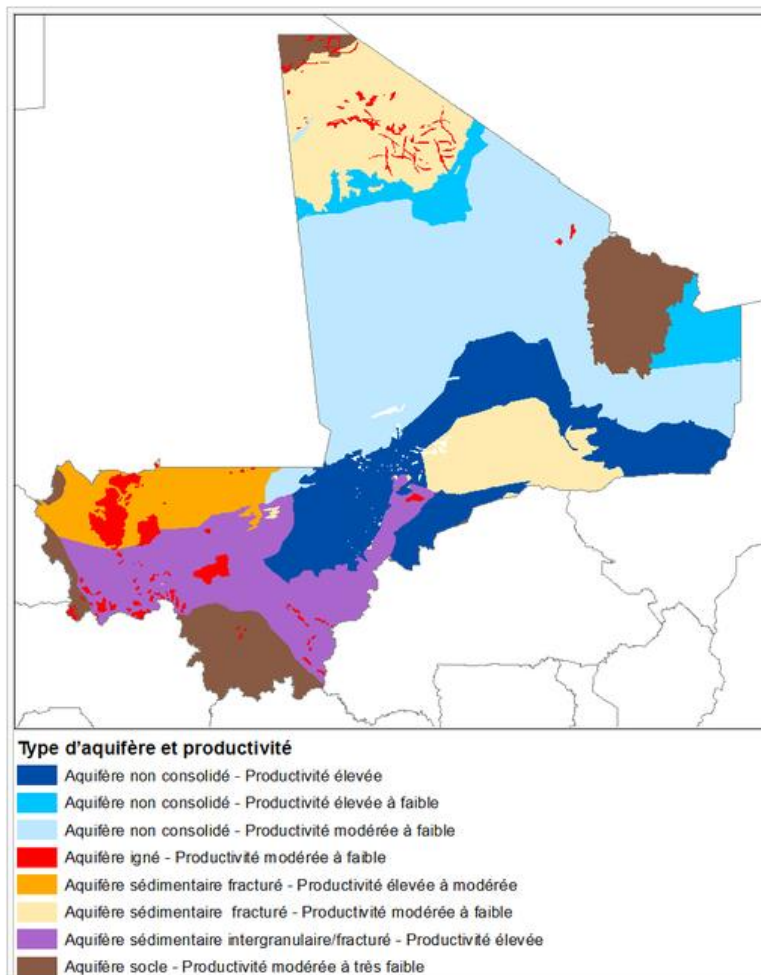 Type d'aquifère et productivité
Aquifère non consolidé - Productivité élevée
Aquifère non consolidé - Productivité élevée à faible
Aquifère non consolidé - Productivité modérée à faible
Aquifère igné - Productivité modérée à faible
Aquifère sédimentaire fracturé - Productivité élevée à modérée
Aquifère sédimentaire fracturé - Productivité modérée à faible
Aquifère sédimentaire intergranulaire/fracturé - Productivité élevée
Aquifère socle - Productivité modérée à très faible